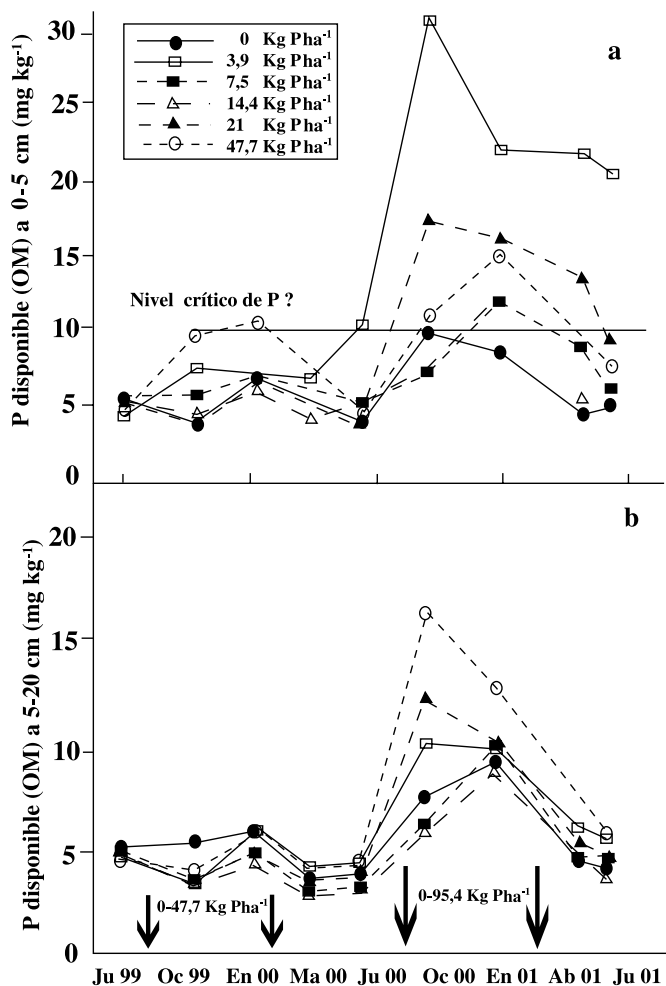 P disponible (OM) a 0-5 cm (mg kg-1)
30
25
20
15
10
5
0
0 Kg Pha-1
3,9 Kg Pha-1
7,5 Kg Pha-1
14,4 Kg Pha-1
21 Kg Pha-1
47,7 Kg Pha-1
a
Nivel crítico de P ?
P disponible (OM) a 5-20 cm (mg kg-1)
20
15
10
5
0
b
0-47,7 Kg Pha-1
0-95,4 Kg Pha-1
Ju 99 Oc 99 En 00 Ma 00 Ju 00 Oc 00 En 01 Ab 01 Ju 01